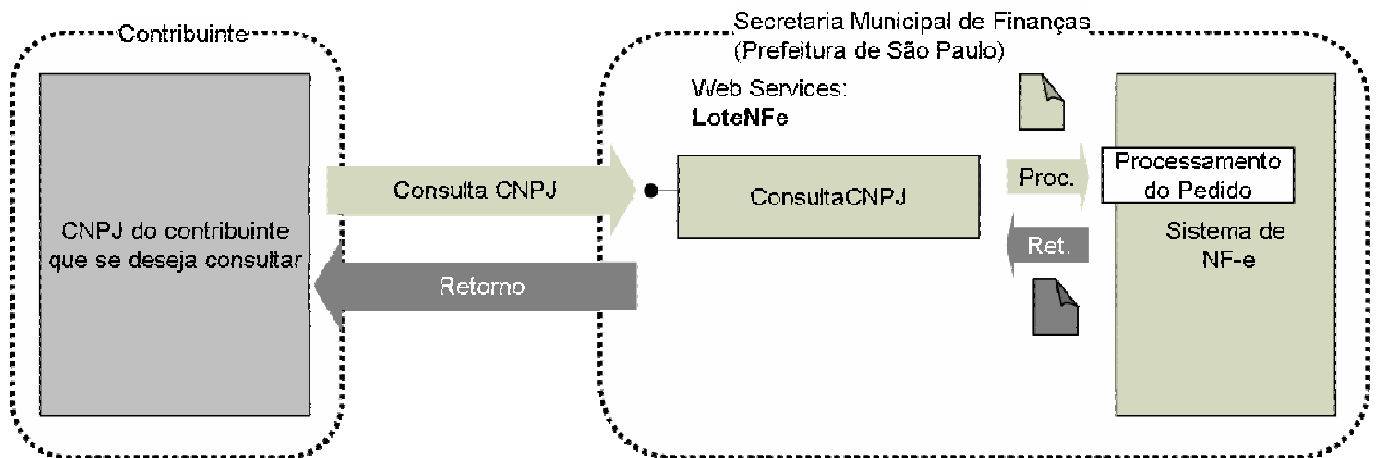 Contribuinte
CNPJ do contribuinte
que se deseja consultar
Consulta CNPJ
Retorno
Secretaria Municipal de Finanças
(Prefeitura de São Paulo)
Web Services:
LoteNFe
ConsultaCNPJ
Proc.
Ret.
Processamento
do Pedido
Sistema de
NF-e